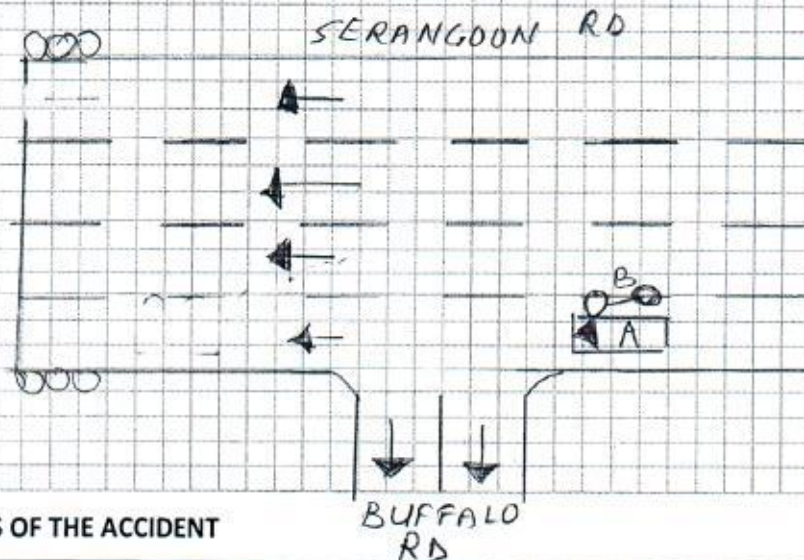 SERANGOON RD
B
A
S OF THE ACCIDENT
BUFFALO
RD